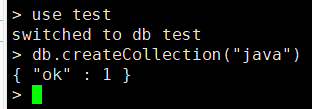 > use test
switched to db test
> db.createCollection("java")
{ "ok" : 1 }
>